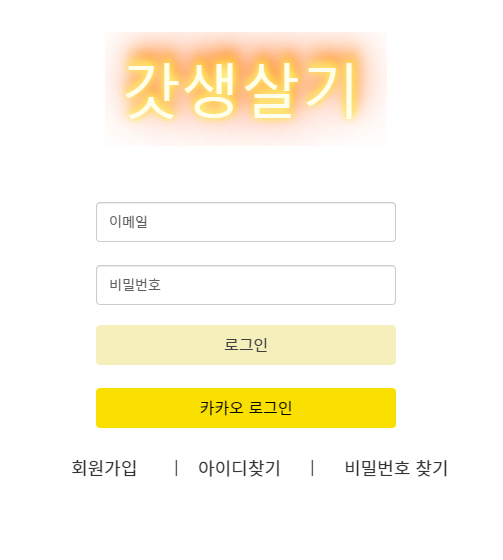 갓생살기
이메일
비밀번호
로그인
카카오 로그인
회원가입 | 아이디찾기 | 비밀번호 찾기